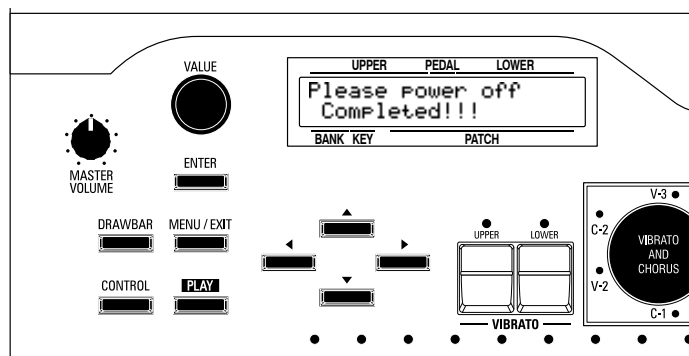 VALUE
UPPER PEDAL LOWER
Please power off
Completed!!!
BANK KEY PATCH
MASTER
VOLUME
ENTER
DRAWBAR MENU / EXIT
CONTROL PLAY
UPPER LOWER
VIBRATO
V-3
C-2
VIBRATO
AND
CHORUS
V-2
C-1